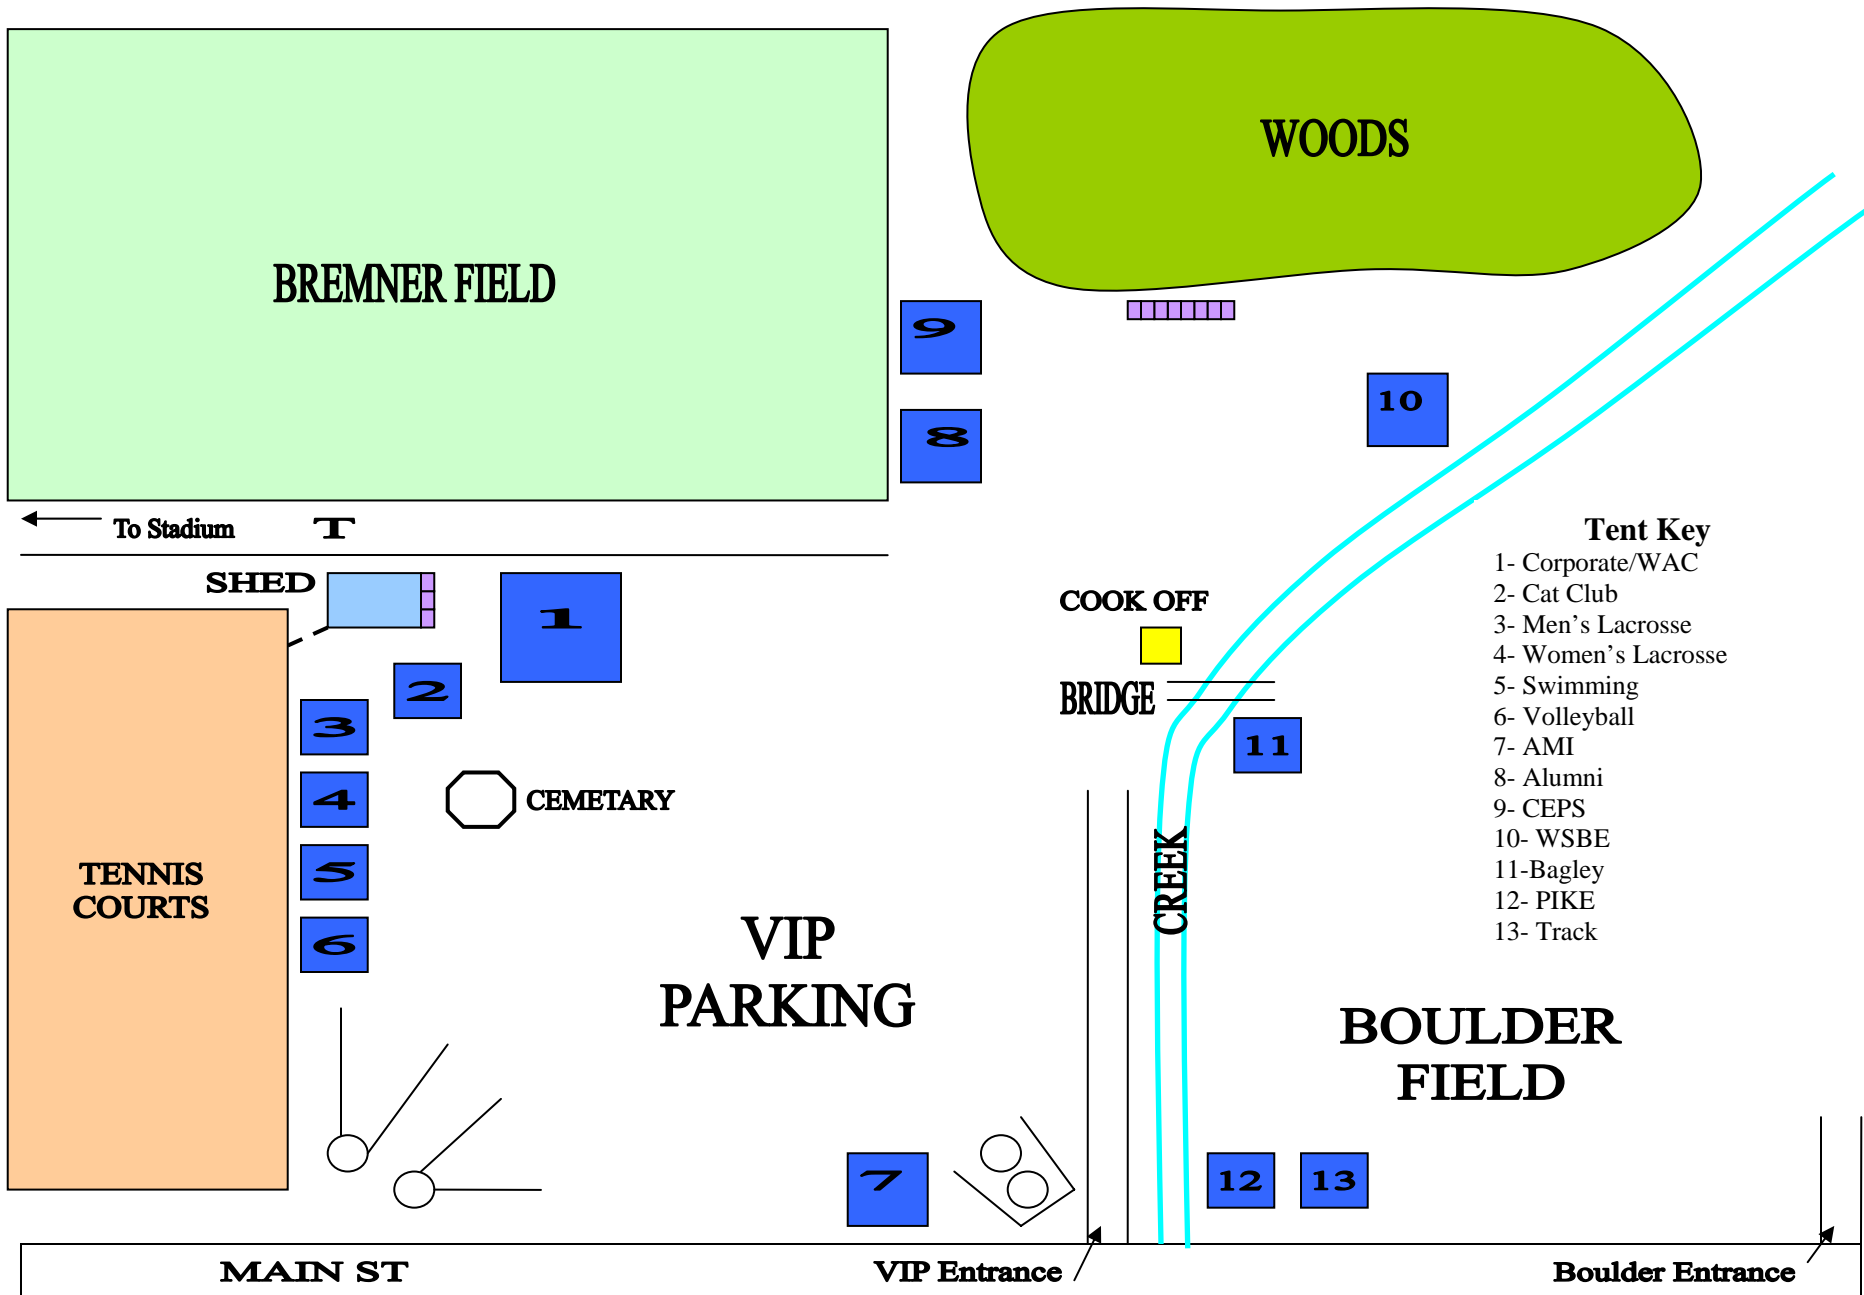 WOODS
BREMNER FIELD
9
10
8
To Stadium
T
Tent Key
1- Corporate/WAC
2- Cat Club
3- Men's Lacrosse
4- Women's Lacrosse
5- Swimming
6- Volleyball
7- AMI
8- Alumni
9- CEPS
10- WSBE
11-Bagley
12- PIKE
13- Track
SHED
1
COOK OFF
2
BRIDGE
3
11
4
CEMETARY
5
TENNIS
COURTS
CREEK
6
VIP
PARKING
BOULDER
FIELD
7
12
13
MAIN ST
VIP Entrance
Boulder Entrance